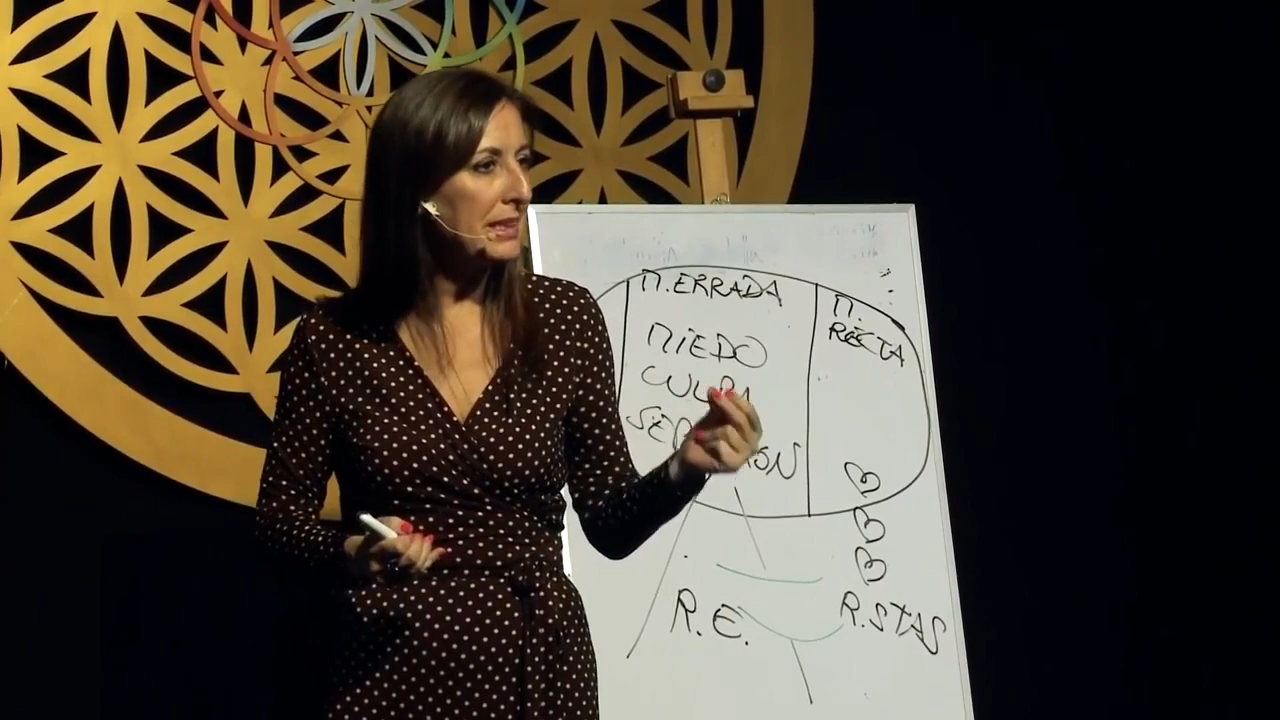 M. ERRADA
M.
RECTA
MIEDO
CULPA
R.E.
R.STAS